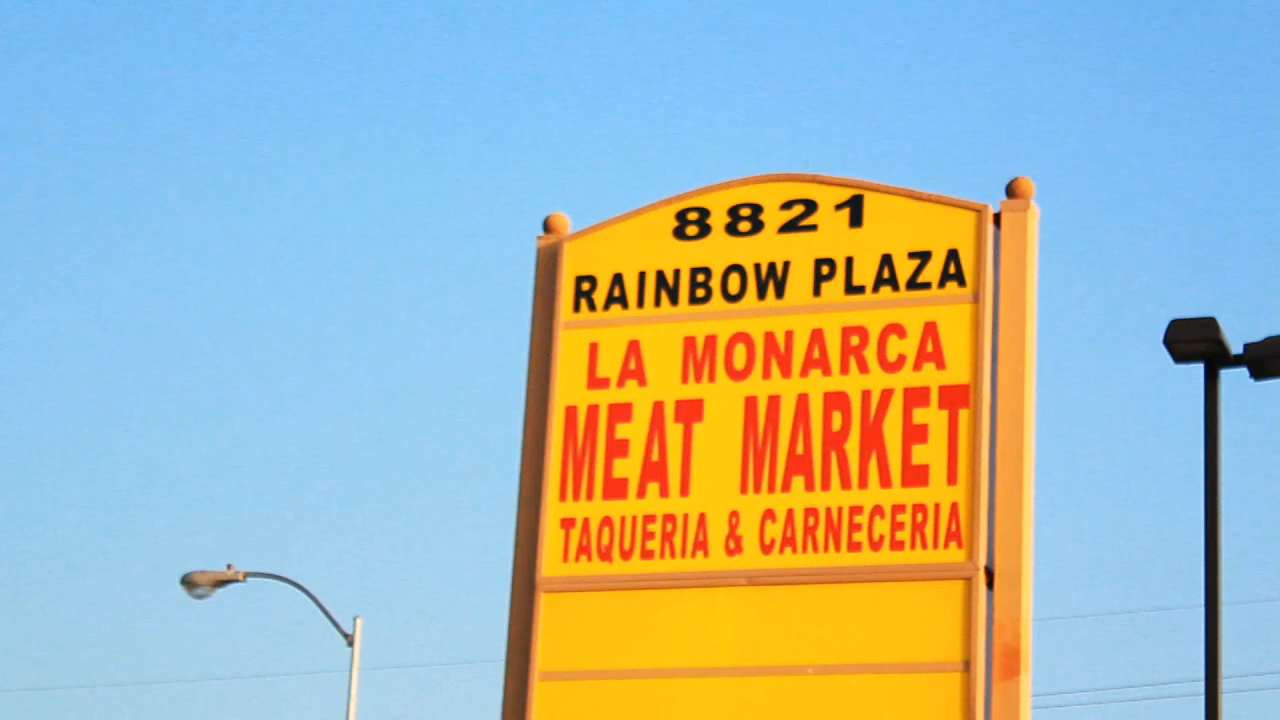 8821
RAINBOW PLAZA
LA MONARCA
MEAT MARKET
TAQUERIA & CARNECERIA